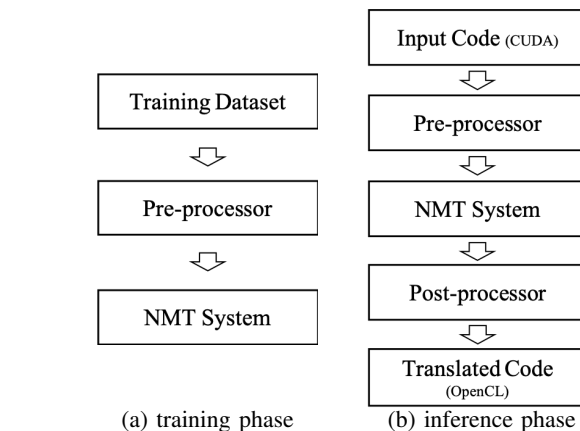 Training Dataset
Pre-processor
NMT System
(a) training phase
Input Code (CUDA)
Pre-processor
NMT System
Post-processor
Translated Code
(OpenCL)
(b) inference phase